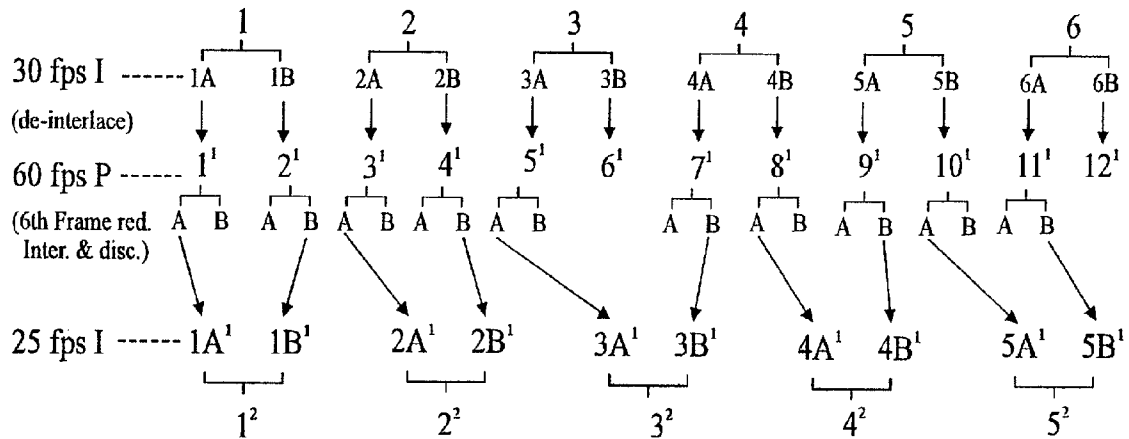 1 2 3 4 5 6
30 fps I ------ 1A 1B 2A 2B 3A 3B 4A 4B 5A 5B 6A 6B
(de-interlace)
60 fps P ------ 1¹ 2¹ 3¹ 4¹ 5¹ 6¹ 7¹ 8¹ 9¹ 10¹ 11¹ 12¹
(6th Frame red. A B A B A B A B A B A B A B A B A B A B
Inter. & disc.)
25 fps I ------ 1A¹ 1B¹ 2A¹ 2B¹ 3A¹ 3B¹ 4A¹ 4B¹ 5A¹ 5B¹
1² 2² 3² 4² 5²